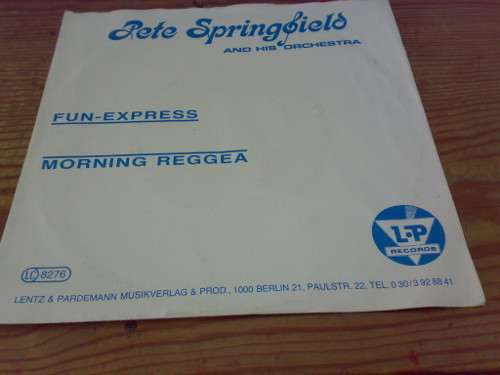 Pete Springfield
AND HIS ORCHESTRA
FUN-EXPRESS
MORNING REGGEA
L-P
RECORDS
LC 8276
LENTZ & PARDEMANN MUSIKVERLAG & PROD., 1000 BERLIN 21, PAULSTR. 22, TEL. 0 30 / 3 92 88 41